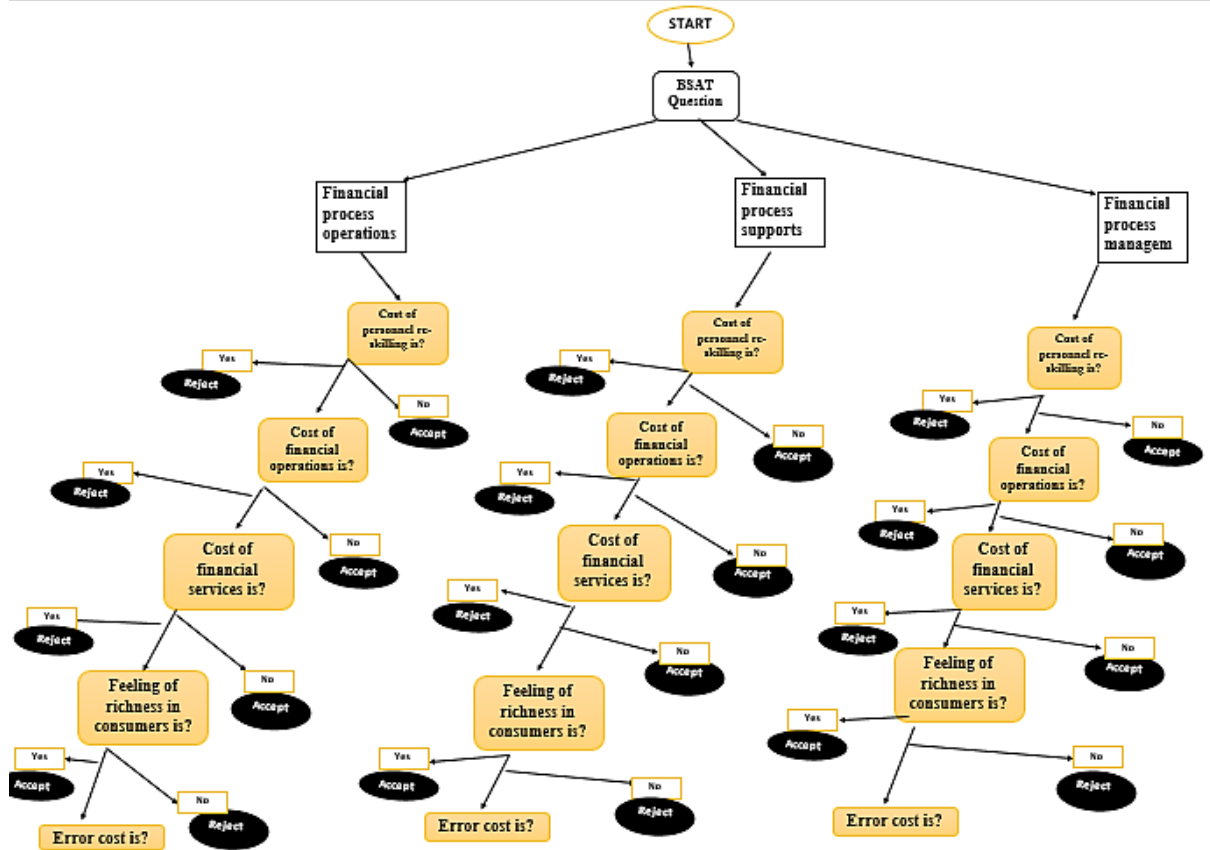 START
BSAT
Question
Financial
process
operations
Financial
process
supports
Financial
process
managem
Cost of
personnel re-
skilling is?
Cost of
personnel re-
skilling is?
Cost of
personnel re-
skilling is?
Yes
Reject
No
Accept
Yes
Reject
No
Accept
Yes
Reject
No
Accept
Cost of
financial
operations is?
Cost of
financial
operations is?
Cost of
financial
operations is?
Yes
Reject
No
Accept
Yes
Reject
No
Accept
Yes
Reject
No
Accept
Cost of
financial
services is?
Cost of
financial
services is?
Cost of
financial
services is?
Yes
Reject
No
Accept
Yes
Reject
No
Accept
Yes
Reject
No
Accept
Feeling of
richness in
consumers is?
Feeling of
richness in
consumers is?
Feeling of
richness in
consumers is?
Yes
Accept
No
Reject
Yes
Accept
No
Reject
Yes
Accept
No
Reject
Error cost is?
Error cost is?
Error cost is?